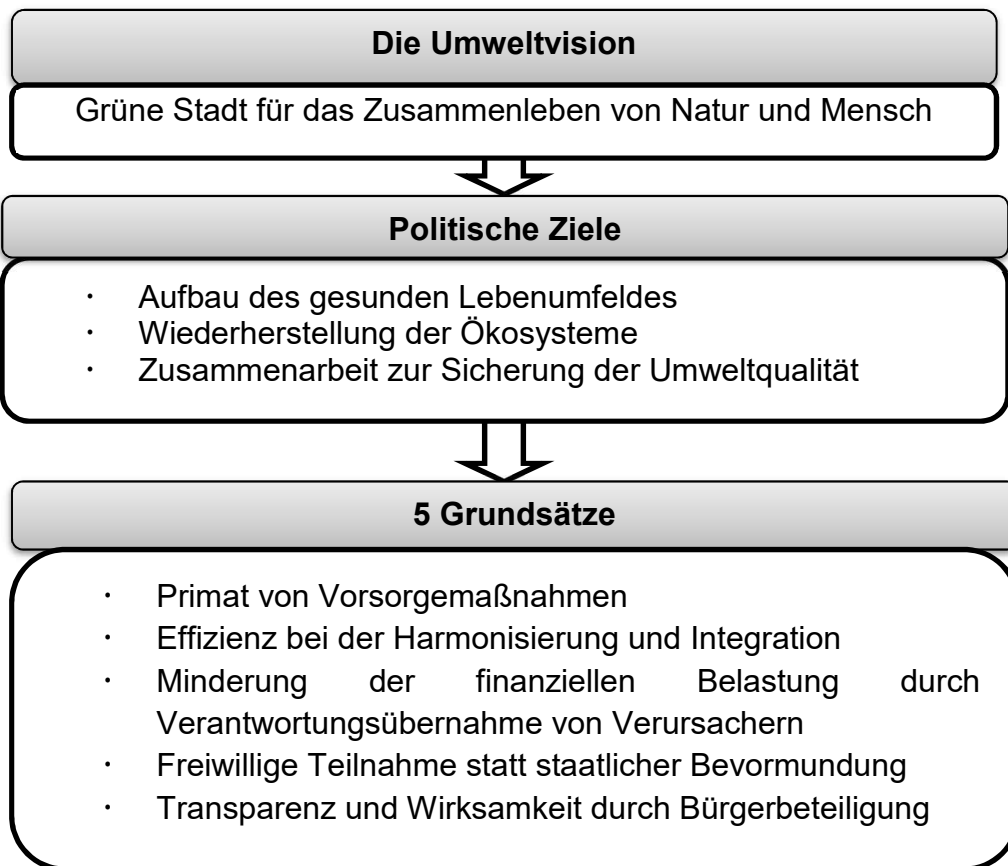 Die Umweltvision
Grüne Stadt für das Zusammenleben von Natur und Mensch
Politische Ziele
· Aufbau des gesunden Lebenumfeldes
· Wiederherstellung der Ökosysteme
· Zusammenarbeit zur Sicherung der Umweltqualität
5 Grundsätze
· Primat von Vorsorgemaßnahmen
· Effizienz bei der Harmonisierung und Integration
· Minderung der finanziellen Belastung durch
Verantwortungsübernahme von Verursachern
· Freiwillige Teilnahme statt staatlicher Bevormundung
· Transparenz und Wirksamkeit durch Bürgerbeteiligung